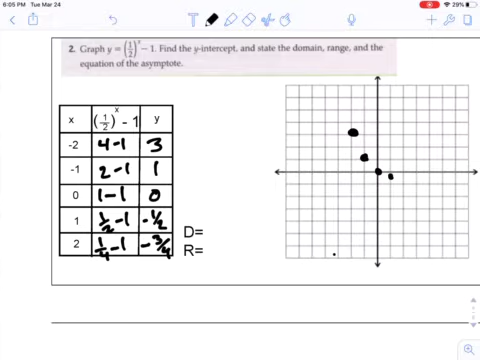 6:05 PM Tue Mar 24
29%
2. Graph y = (1/2)^x − 1. Find the y-intercept, and state the domain, range, and the
equation of the asymptote.
x (1/2)^x - 1 y
-2 4-1 3
-1 2-1 1
0 1-1 0
1 1/2-1 -1/2
2 1/4-1 -3/4
D=
R=